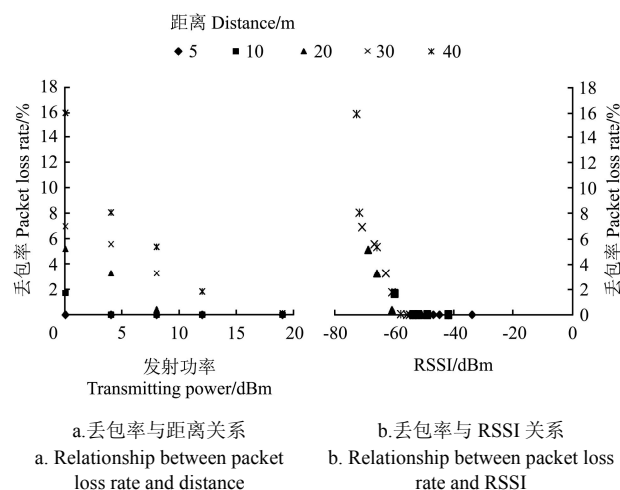 距离 Distance/m
5 10 20 30 40
丢包率 Packet loss rate/%
18
16
14
12
10
8
6
4
2
0
0 5 10 15 20
发射功率
Transmitting power/dBm
a.丢包率与距离关系
a. Relationship between packet
loss rate and distance
18
16
14
12
10
8
6
4
2
0
丢包率 Packet loss rate/%
-80 -60 -40 -20 0
RSSI/dBm
b.丢包率与 RSSI 关系
b. Relationship between packet loss
rate and RSSI